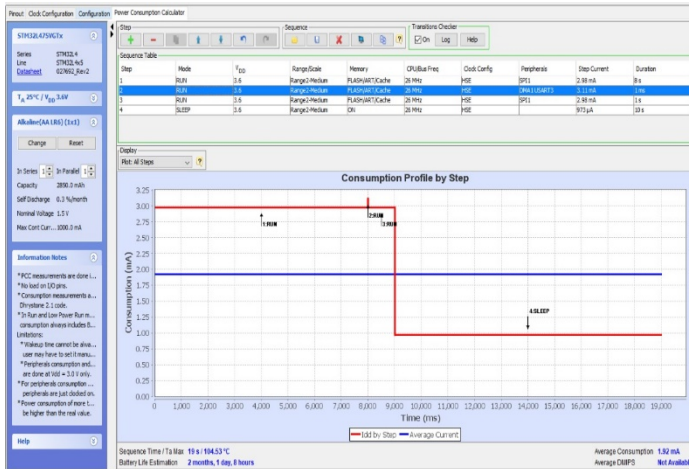 Pinout Clock Configuration Configuration Power Consumption Calculator
STM32L475VGTx
Series STM32L4
Line STM32L4x5
Datasheet 027692_Rev2
TA 25°C / VDD 3.6V
Alkaline(AA LR6) (1x1)
Change Reset
In Series 1 In Parallel 1
Capacity 2850.0 mAh
Self Discharge 0.3 %/month
Nominal Voltage 1.5 V
Max Cont Curr... 1000.0 mA
Information Notes
*PCC measurements are done i...
*No load on I/O pins.
*Consumption measurements a...
Dhrystone 2.1 code.
*In Run and Low Power Run m...
consumption always includes B...
Limitations:
*Wakeup time cannot be alwa...
user may have to set it manu...
*Peripherals consumption and...
are done at Vdd = 3.0 V only.
*For peripherals consumption ...
peripherals are just clocked on.
*Power consumption of more t...
be higher than the real value.
Help
Step Sequence Transitions Checker
On Log Help
Sequence Table
Step Mode VDD Range/Scale Memory CPU/Bus Freq Clock Config Peripherals Step Current Duration
1 RUN 3.6 Range2-Medium FLASH/ART/Cache 26 MHz HSE SPI1 2.98 mA 8 s
2 RUN 3.6 Range2-Medium FLASH/ART/Cache 26 MHz HSE DMA1 USART3 3.11 mA 1 ms
3 RUN 3.6 Range2-Medium FLASH/ART/Cache 26 MHz HSE SPI1 2.98 mA 1 s
4 SLEEP 3.6 Range2-Medium ON 26 MHz HSE 973 µA 10 s
Display
Plot: All Steps
Consumption Profile by Step
Consumption (mA)
3.25
3.00
2.75
2.50
2.25
2.00
1.75
1.50
1.25
1.00
0.75
0.50
0.25
0.00
1:RUN
2:RUN
3:RUN
4:SLEEP
0 1,000 2,000 3,000 4,000 5,000 6,000 7,000 8,000 9,000 10,000 11,000 12,000 13,000 14,000 15,000 16,000 17,000 18,000 19,000
Time (ms)
Idd by Step Average Current
Sequence Time / Ta Max 19 s / 104.53 °C Average Consumption 1.92 mA
Battery Life Estimation 2 months, 1 day, 8 hours Average DMIPS Not Availabl